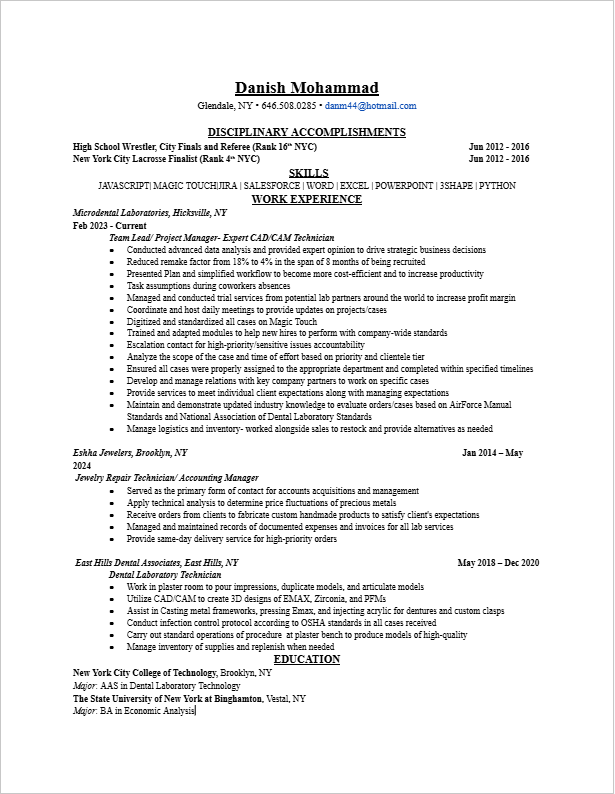 Danish Mohammad
Glendale, NY • 646.508.0285 • danm44@hotmail.com
DISCIPLINARY ACCOMPLISHMENTS
High School Wrestler, City Finals and Referee (Rank 16th NYC) Jun 2012 - 2016
New York City Lacrosse Finalist (Rank 4th NYC) Jun 2012 - 2016
SKILLS
JAVASCRIPT| MAGIC TOUCH|JIRA | SALESFORCE | WORD | EXCEL | POWERPOINT | 3SHAPE | PYTHON
WORK EXPERIENCE
Microdental Laboratories, Hicksville, NY
Feb 2023 - Current
Team Lead/ Project Manager- Expert CAD/CAM Technician
• Conducted advanced data analysis and provided expert opinion to drive strategic business decisions
• Reduced remake factor from 18% to 4% in the span of 8 months of being recruited
• Presented Plan and simplified workflow to become more cost-efficient and to increase productivity
• Task assumptions during coworkers absences
• Managed and conducted trial services from potential lab partners around the world to increase profit margin
• Coordinate and host daily meetings to provide updates on projects/cases
• Digitized and standardized all cases on Magic Touch
• Trained and adapted modules to help new hires to perform with company-wide standards
• Escalation contact for high-priority/sensitive issues accountability
• Analyze the scope of the case and time of effort based on priority and clientele tier
• Ensured all cases were properly assigned to the appropriate department and completed within specified timelines
• Develop and manage relations with key company partners to work on specific cases
• Provide services to meet individual client expectations along with managing expectations
• Maintain and demonstrate updated industry knowledge to evaluate orders/cases based on AirForce Manual
Standards and National Association of Dental Laboratory Standards
• Manage logistics and inventory- worked alongside sales to restock and provide alternatives as needed
Eshha Jewelers, Brooklyn, NY Jan 2014 – May
2024
Jewelry Repair Technician/ Accounting Manager
• Served as the primary form of contact for accounts acquisitions and management
• Apply technical analysis to determine price fluctuations of precious metals
• Receive orders from clients to fabricate custom handmade products to satisfy client's expectations
• Managed and maintained records of documented expenses and invoices for all lab services
• Provide same-day delivery service for high-priority orders
East Hills Dental Associates, East Hills, NY May 2018 – Dec 2020
Dental Laboratory Technician
• Work in plaster room to pour impressions, duplicate models, and articulate models
• Utilize CAD/CAM to create 3D designs of EMAX, Zirconia, and PFMs
• Assist in Casting metal frameworks, pressing Emax, and injecting acrylic for dentures and custom clasps
• Conduct infection control protocol according to OSHA standards in all cases received
• Carry out standard operations of procedure at plaster bench to produce models of high-quality
• Manage inventory of supplies and replenish when needed
EDUCATION
New York City College of Technology, Brooklyn, NY
Major: AAS in Dental Laboratory Technology
The State University of New York at Binghamton, Vestal, NY
Major: BA in Economic Analysis